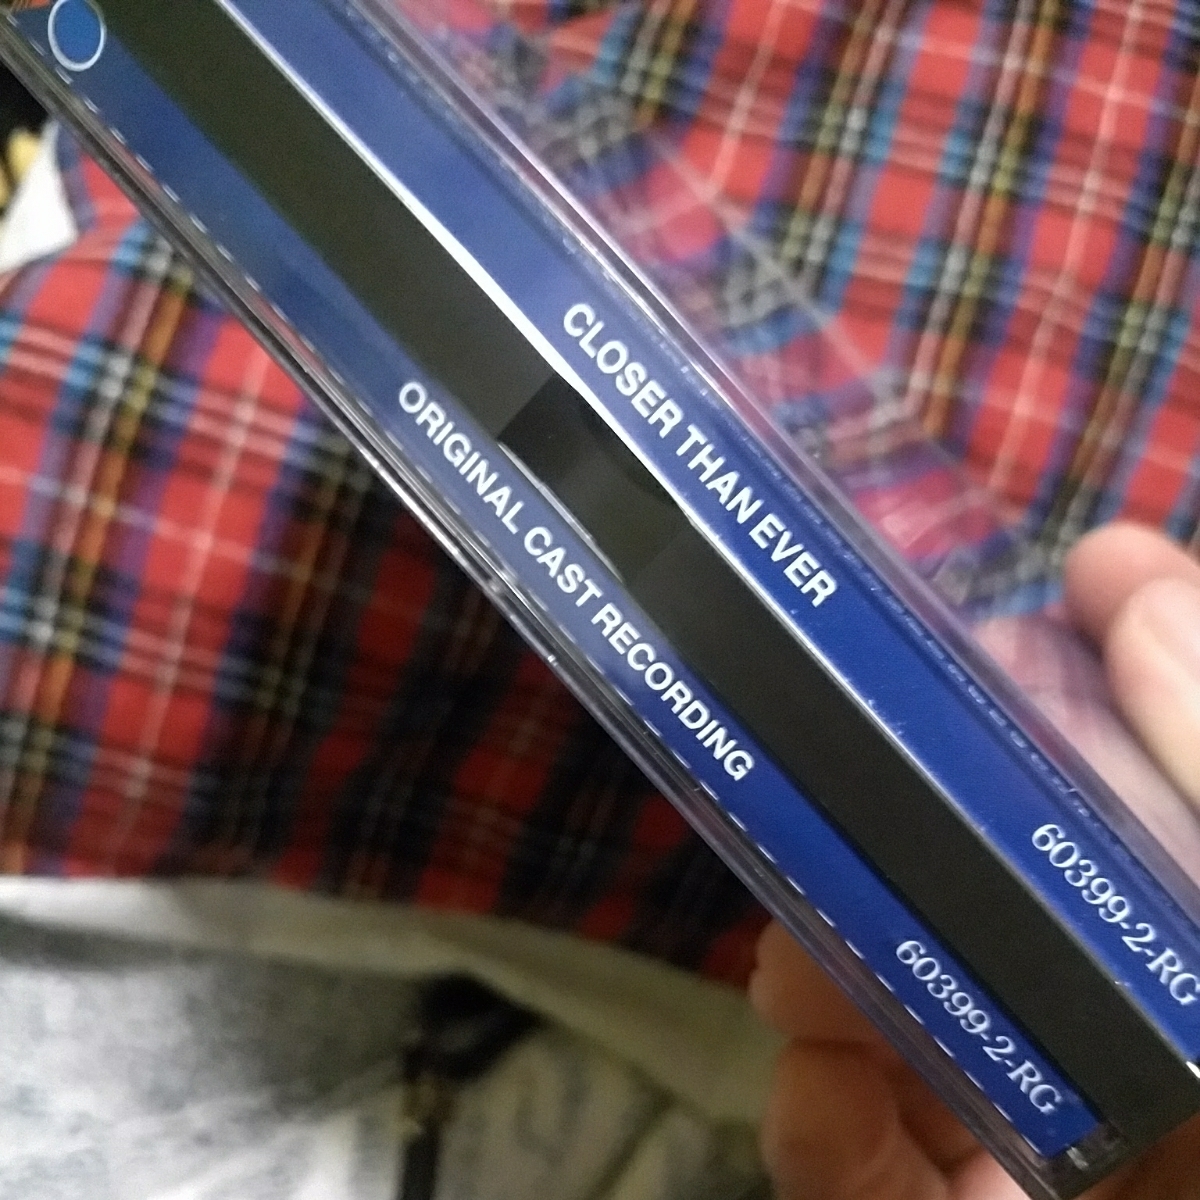 CLOSER THAN EVER
60399-2-RG
ORIGINAL CAST RECORDING
60399-2-RG